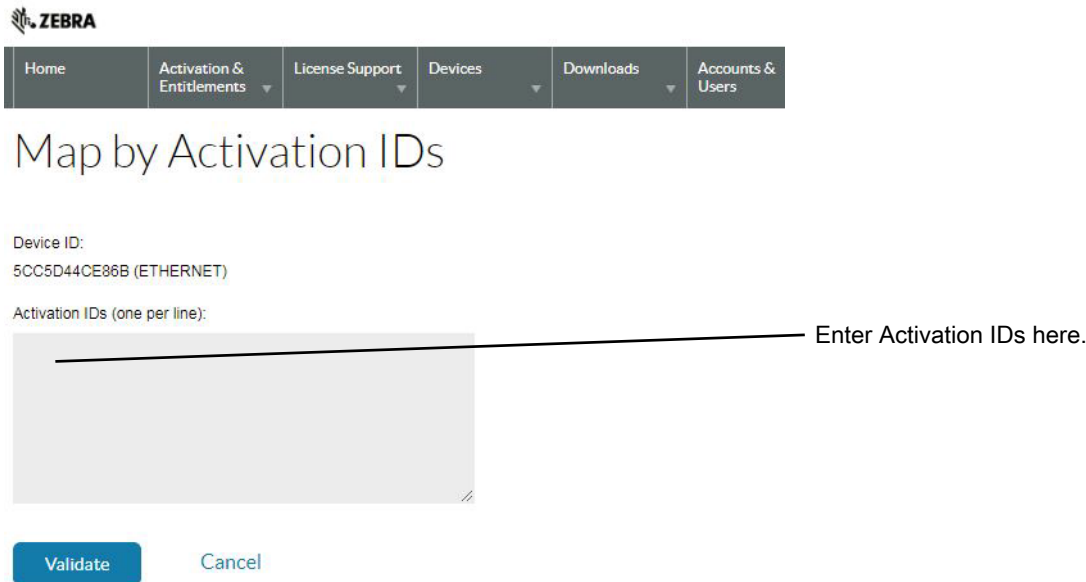 ZEBRA
Home Activation & Entitlements License Support Devices Downloads Accounts & Users
Map by Activation IDs
Device ID:
5CC5D44CE86B (ETHERNET)
Activation IDs (one per line):
Enter Activation IDs here.
Validate Cancel